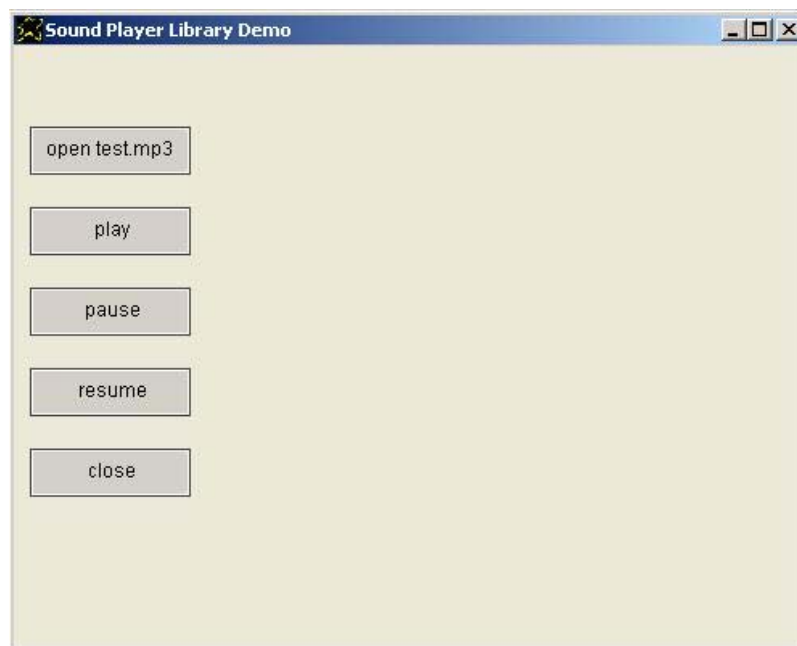 Sound Player Library Demo
open test.mp3
play
pause
resume
close